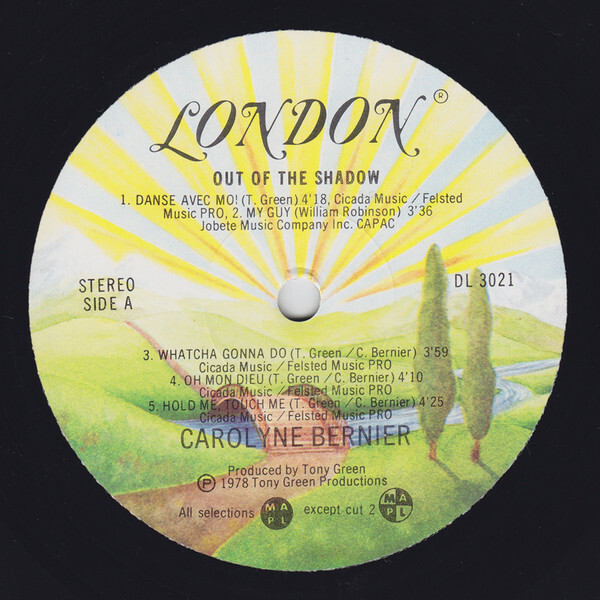 LONDON®
OUT OF THE SHADOW
1. DANSE AVEC MOI (T. Green) 4'18, Cicada Music / Felsted
Music PRO, 2. MY GUY (William Robinson) 3'36
Jobete Music Company Inc. CAPAC
STEREO
SIDE A
DL 3021
3. WHATCHA GONNA DO (T. Green / C. Bernier) 3'59
Cicada Music / Felsted Music PRO
4. OH MON DIEU (T. Green / C. Bernier) 4'10
Cicada Music / Felsted Music PRO
5. HOLD ME, TOUCH ME (T. Green / C. Bernier) 4'25
Cicada Music / Felsted Music PRO
CAROLYNE BERNIER
Produced by Tony Green
Ⓟ 1978 Tony Green Productions
All selections MAPL except cut 2 MAPL